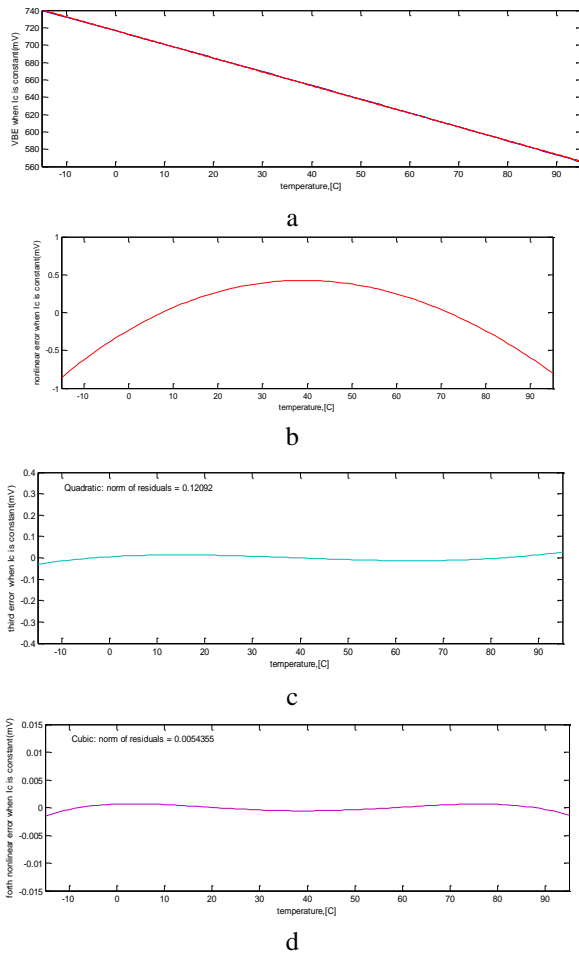 VBE when Ic is constant(mV)
740
720
700
680
660
640
620
600
580
560
-10 0 10 20 30 40 50 60 70 80 90
temperature,[C]
a
nonlinear error when Ic is constant(mV)
1
0.5
0
-0.5
-1
-10 0 10 20 30 40 50 60 70 80 90
temperature,[C]
b
third error when Ic is constant(mV)
0.4
0.3
0.2
0.1
0
-0.1
-0.2
-0.3
-0.4
Quadratic: norm of residuals = 0.12092
-10 0 10 20 30 40 50 60 70 80 90
temperature,[C]
c
forth nonlinear error when Ic is constant(mV)
0.015
0.01
0.005
0
-0.005
-0.01
-0.015
Cubic: norm of residuals = 0.0054355
-10 0 10 20 30 40 50 60 70 80 90
temperature,[C]
d